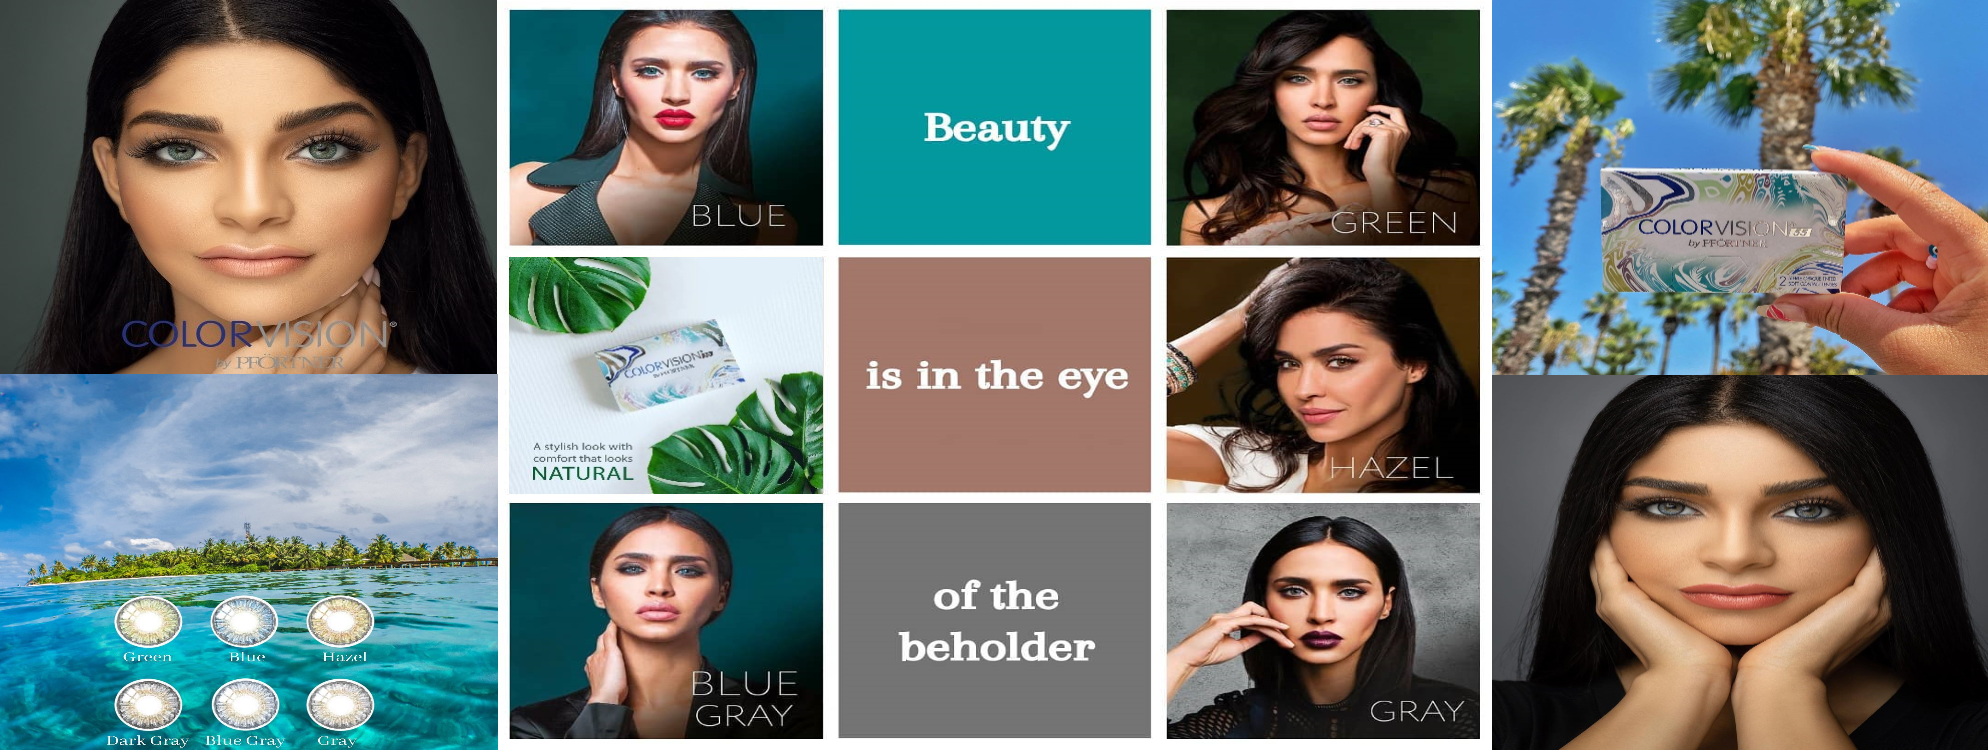 COLORVISION®
by PFÖRTNER
Green
Blue
Hazel
Dark Gray
Blue Gray
Gray
BLUE
Beauty
GREEN
COLORVISION
by PFÖRTNER
A stylish look with
comfort that looks
NATURAL
is in the eye
HAZEL
BLUE
GRAY
of the
beholder
GRAY
COLORVISION
by PFÖRTNER
2